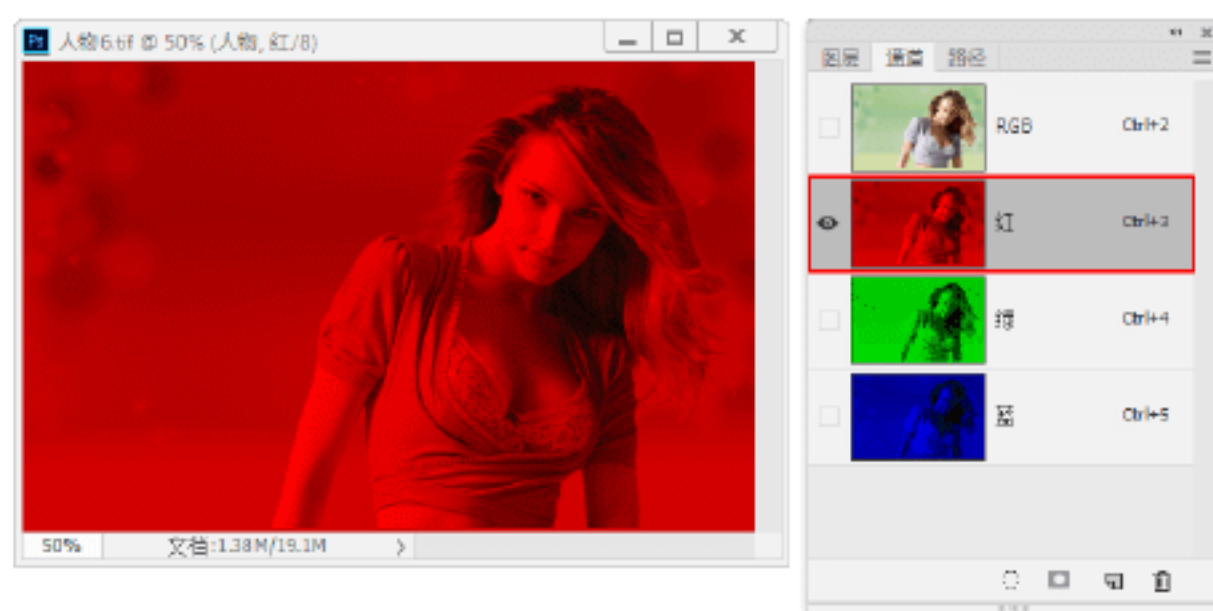 Ps 人物6.tif @ 50% (人物, 红/8)
图层 通道 路径
RGB Ctrl+2
红 Ctrl+3
绿 Ctrl+4
蓝 Ctrl+5
50% 文档:1.38M/19.1M